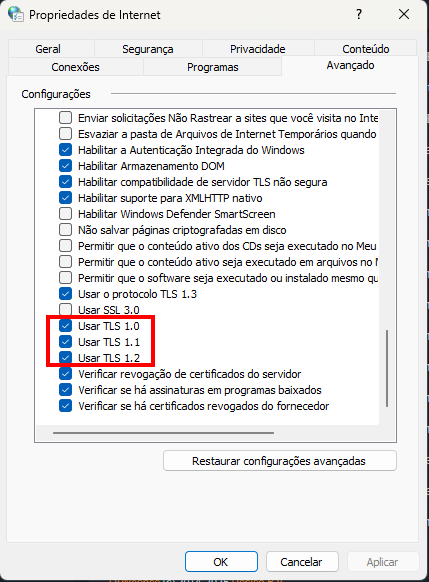 Propriedades de Internet
?
Geral Segurança Privacidade Conteúdo
Conexões Programas Avançado
Configurações
Enviar solicitações Não Rastrear a sites que você visita no Inte
Esvaziar a pasta de Arquivos de Internet Temporários quando
Habilitar a Autenticação Integrada do Windows
Habilitar Armazenamento DOM
Habilitar compatibilidade de servidor TLS não segura
Habilitar suporte para XMLHTTP nativo
Habilitar Windows Defender SmartScreen
Não salvar páginas criptografadas em disco
Permitir que o conteúdo ativo dos CDs seja executado no Meu
Permitir que o conteúdo ativo seja executado em arquivos no
Permitir que o software seja executado ou instalado mesmo qu
Usar o protocolo TLS 1.3
Usar SSL 3.0
Usar TLS 1.0
Usar TLS 1.1
Usar TLS 1.2
Verificar revogação de certificados do servidor
Verificar se há assinaturas em programas baixados
Verificar se há certificados revogados do fornecedor
Restaurar configurações avançadas
OK Cancelar Aplicar